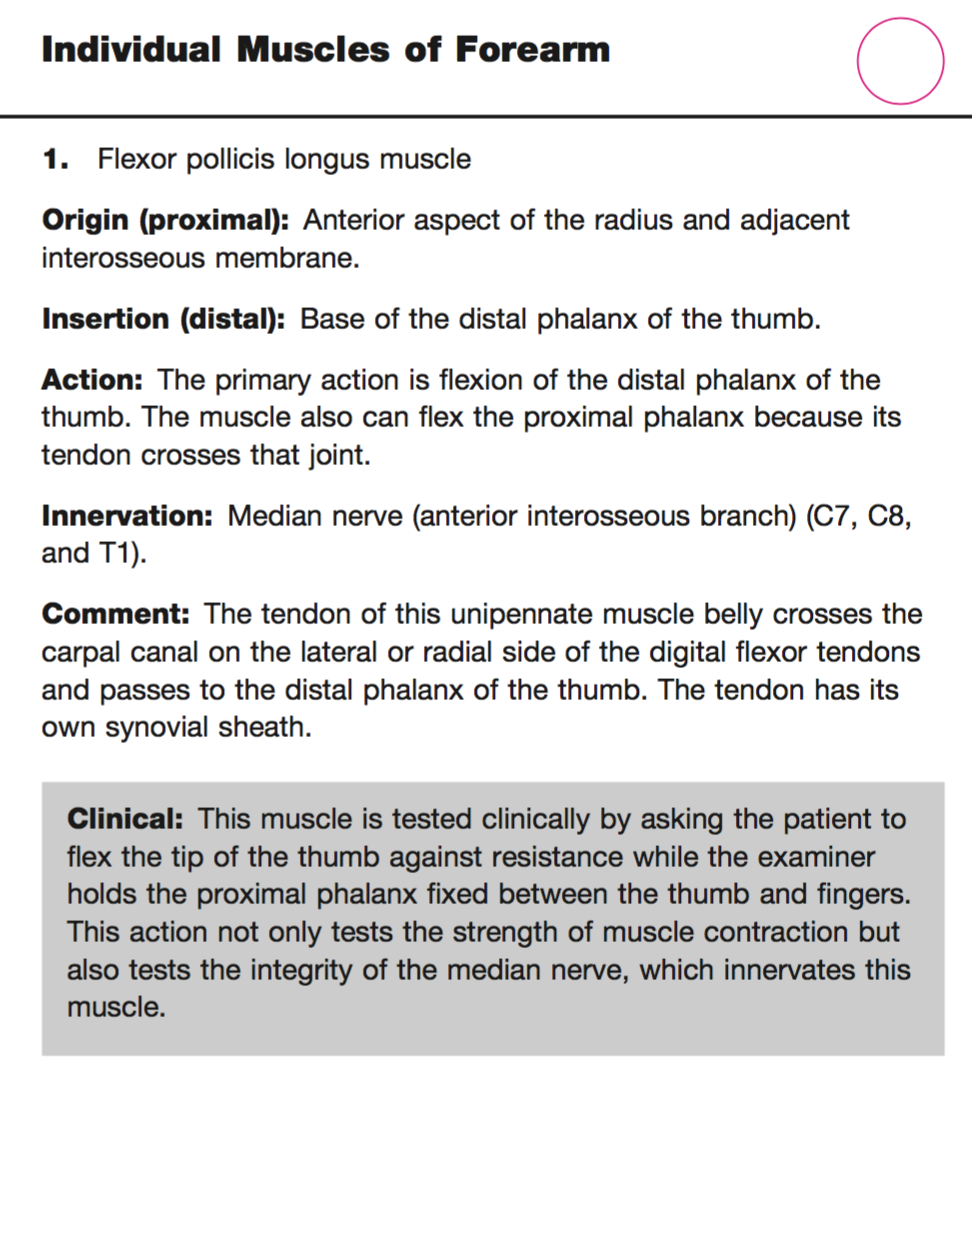 Individual Muscles of Forearm
1. Flexor pollicis longus muscle
Origin (proximal): Anterior aspect of the radius and adjacent
interosseous membrane.
Insertion (distal): Base of the distal phalanx of the thumb.
Action: The primary action is flexion of the distal phalanx of the
thumb. The muscle also can flex the proximal phalanx because its
tendon crosses that joint.
Innervation: Median nerve (anterior interosseous branch) (C7, C8,
and T1).
Comment: The tendon of this unipennate muscle belly crosses the
carpal canal on the lateral or radial side of the digital flexor tendons
and passes to the distal phalanx of the thumb. The tendon has its
own synovial sheath.
Clinical: This muscle is tested clinically by asking the patient to
flex the tip of the thumb against resistance while the examiner
holds the proximal phalanx fixed between the thumb and fingers.
This action not only tests the strength of muscle contraction but
also tests the integrity of the median nerve, which innervates this
muscle.